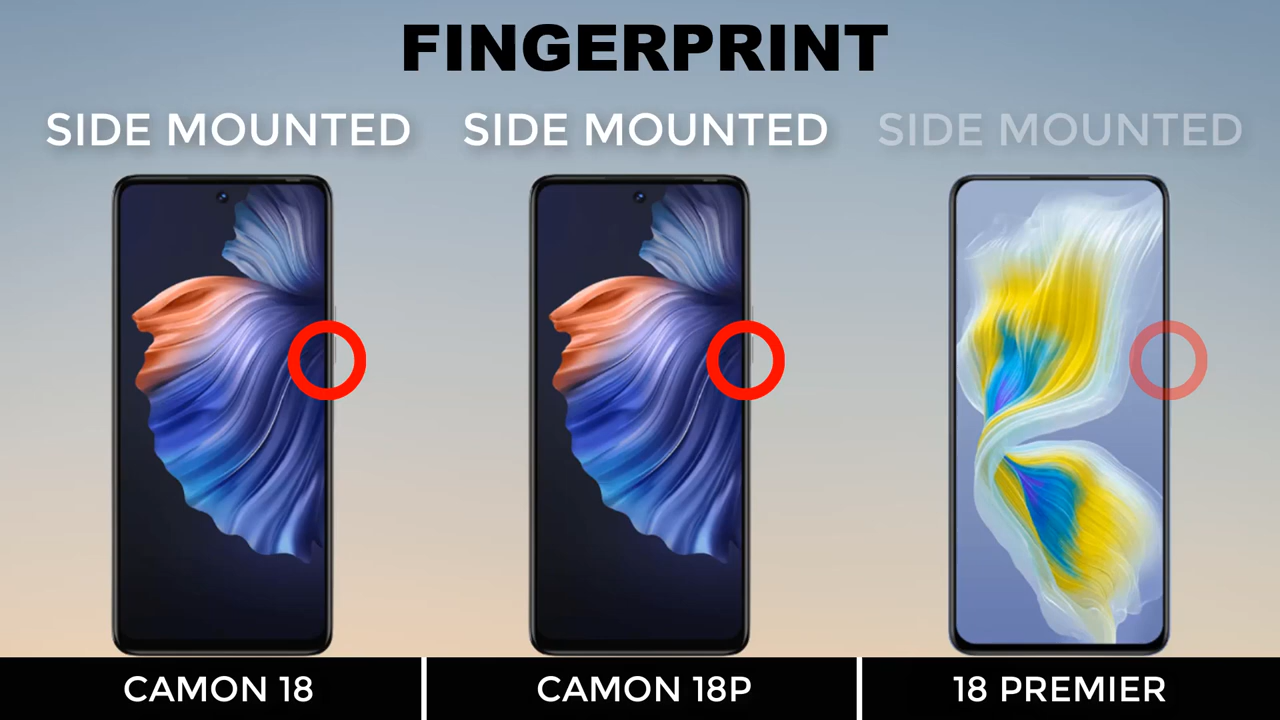 FINGERPRINT
SIDE MOUNTED SIDE MOUNTED SIDE MOUNTED
CAMON 18 CAMON 18P 18 PREMIER